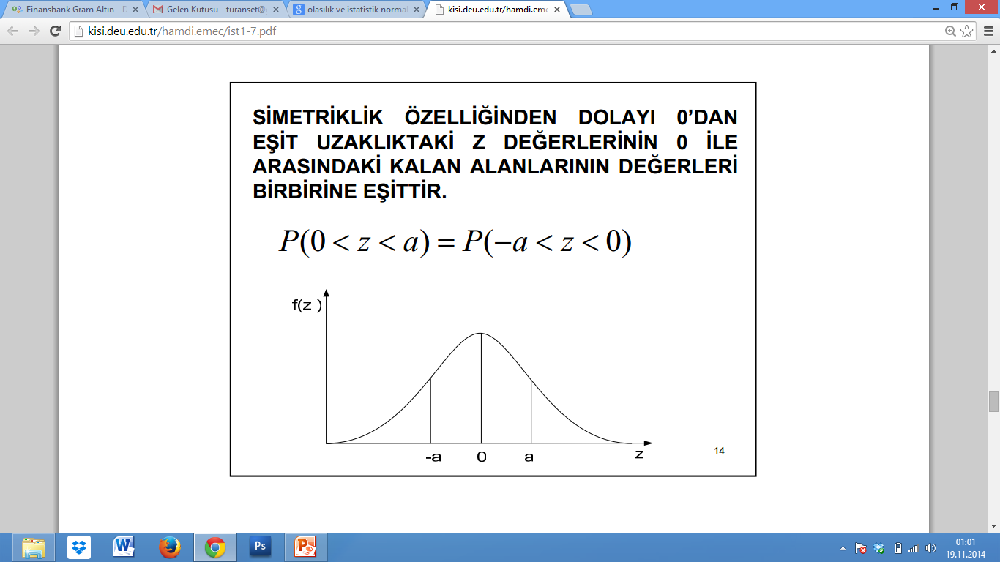 Finansbank Gram Altın - D
Gelen Kutusu - turanset@
olasılık ve istatistik normal
kisi.deu.edu.tr/hamdi.eme
kisi.deu.edu.tr/hamdi.emec/ist1-7.pdf
SİMETRİKLİK ÖZELLİĞİNDEN DOLAYI 0’DAN
EŞİT UZAKLIKTAKİ Z DEĞERLERİNİN 0 İLE
ARASINDAKİ KALAN ALANLARININ DEĞERLERİ
BİRBİRİNE EŞİTTİR.
P(0 < z < a) = P(−a < z < 0)
f(z )
-a 0 a z
14
01:01
19.11.2014